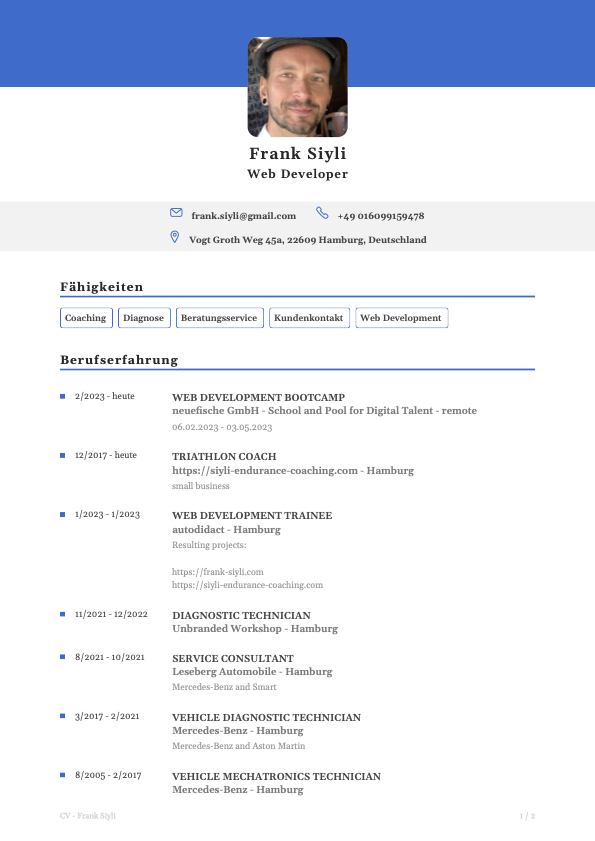 Frank Siyli
Web Developer
frank.siyli@gmail.com +49 016099159478
Vogt Groth Weg 45a, 22609 Hamburg, Deutschland
Fähigkeiten
Coaching Diagnose Beratungsservice Kundenkontakt Web Development
Berufserfahrung
2/2023 - heute WEB DEVELOPMENT BOOTCAMP
neuefische GmbH - School and Pool for Digital Talent - remote
06.02.2023 - 03.05.2023
12/2017 - heute TRIATHLON COACH
https://siyli-endurance-coaching.com - Hamburg
small business
1/2023 - 1/2023 WEB DEVELOPMENT TRAINEE
autodidact - Hamburg
Resulting projects:
https://frank-siyli.com
https://siyli-endurance-coaching.com
11/2021 - 12/2022 DIAGNOSTIC TECHNICIAN
Unbranded Workshop - Hamburg
8/2021 - 10/2021 SERVICE CONSULTANT
Leseberg Automobile - Hamburg
Mercedes-Benz and Smart
3/2017 - 2/2021 VEHICLE DIAGNOSTIC TECHNICIAN
Mercedes-Benz - Hamburg
Mercedes-Benz and Aston Martin
8/2005 - 2/2017 VEHICLE MECHATRONICS TECHNICIAN
Mercedes-Benz - Hamburg
CV - Frank Siyli 1 / 2